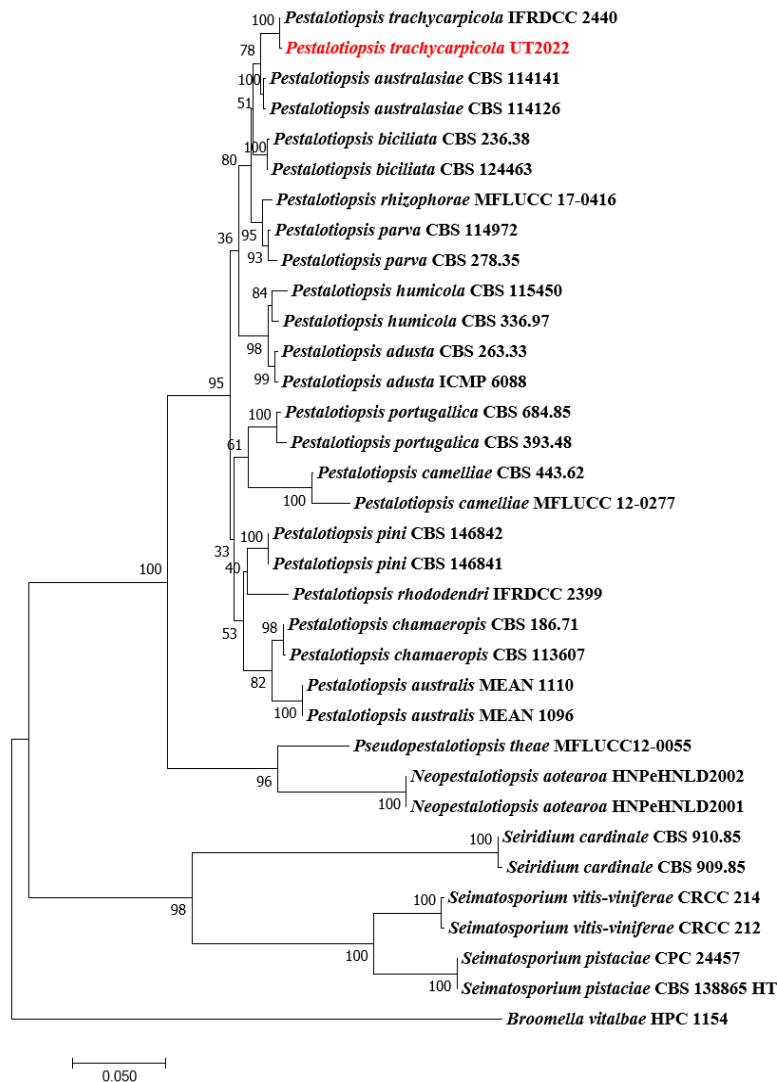 100
Pestalotiopsis trachycarpicola IFRDCC 2440
78
Pestalotiopsis trachycarpicola UT2022
100
Pestalotiopsis australasiae CBS 114141
51
Pestalotiopsis australasiae CBS 114126
Pestalotiopsis biciliata CBS 236.38
100
80
Pestalotiopsis biciliata CBS 124463
Pestalotiopsis rhizophorae MFLUCC 17-0416
36
95
Pestalotiopsis parva CBS 114972
93
Pestalotiopsis parva CBS 278.35
84
Pestalotiopsis humicola CBS 115450
Pestalotiopsis humicola CBS 336.97
98
Pestalotiopsis adusta CBS 263.33
95
99
Pestalotiopsis adusta ICMP 6088
100
Pestalotiopsis portugallica CBS 684.85
61
Pestalotiopsis portugalica CBS 393.48
Pestalotiopsis camelliae CBS 443.62
100
Pestalotiopsis camelliae MFLUCC 12-0277
100
Pestalotiopsis pini CBS 146842
33
40
100
Pestalotiopsis pini CBS 146841
Pestalotiopsis rhododendri IFRDCC 2399
53
98
Pestalotiopsis chamaeropis CBS 186.71
Pestalotiopsis chamaeropis CBS 113607
82
Pestalotiopsis australis MEAN 1110
100
Pestalotiopsis australis MEAN 1096
Pseudopestalotiopsis theae MFLUCC12-0055
96
Neopestalotiopsis aotearoa HNPeHNLD2002
100
Neopestalotiopsis aotearoa HNPeHNLD2001
100
Seiridium cardinale CBS 910.85
Seiridium cardinale CBS 909.85
98
100
Seimatosporium vitis-viniferae CRCC 214
Seimatosporium vitis-viniferae CRCC 212
100
Seimatosporium pistaciae CPC 24457
100
Seimatosporium pistaciae CBS 138865 HT
Broomella vitalbae HPC 1154
0.050